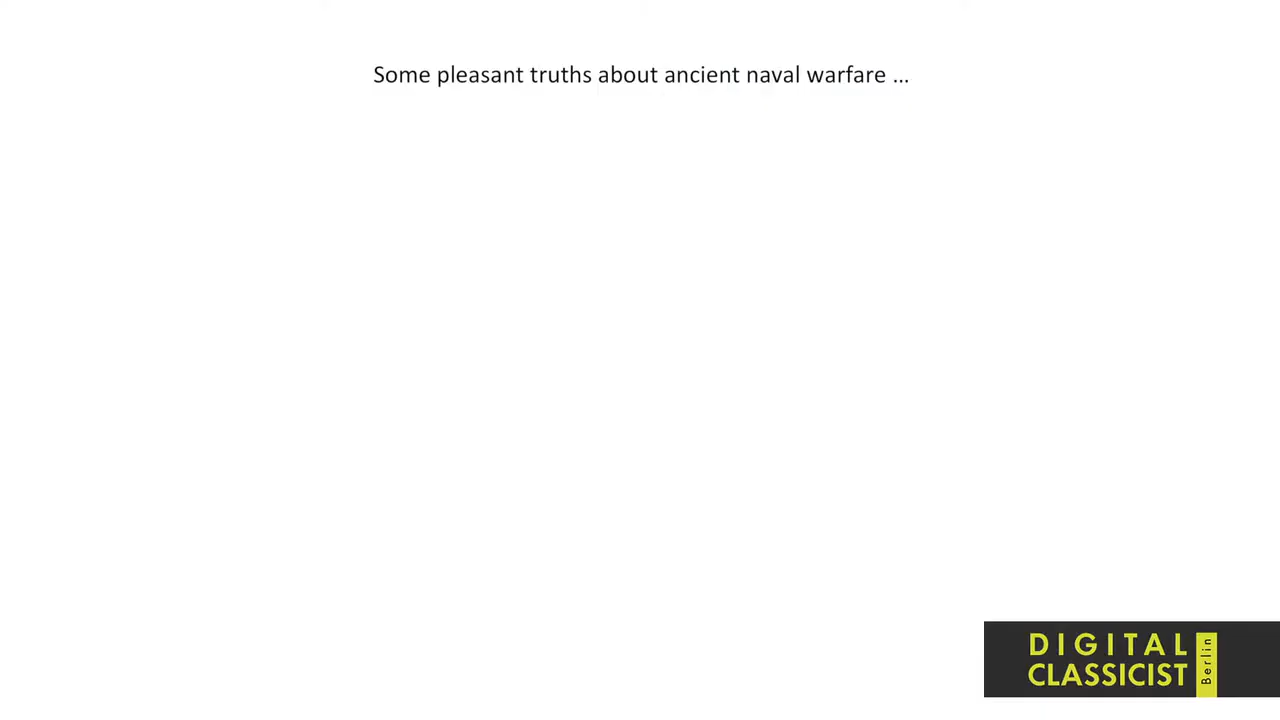 Some pleasant truths about ancient naval warfare …
DIGITAL
CLASSICIST
Berlin